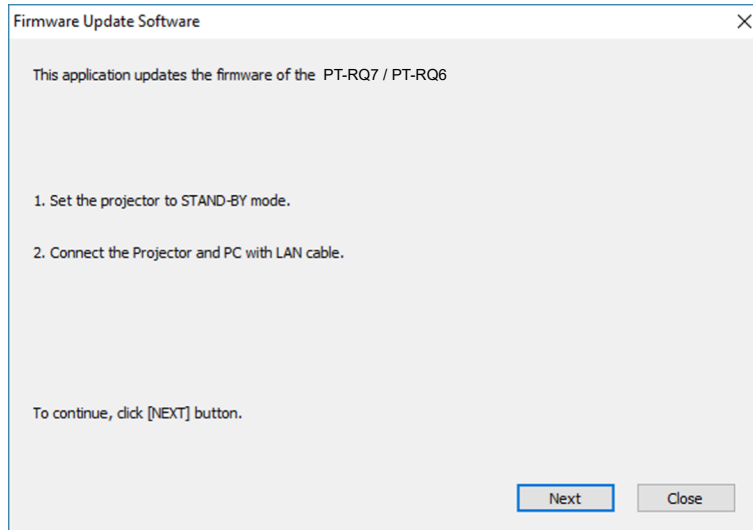 Firmware Update Software
This application updates the firmware of the PT-RQ7 / PT-RQ6
1. Set the projector to STAND-BY mode.
2. Connect the Projector and PC with LAN cable.
To continue, click [NEXT] button.
Next Close